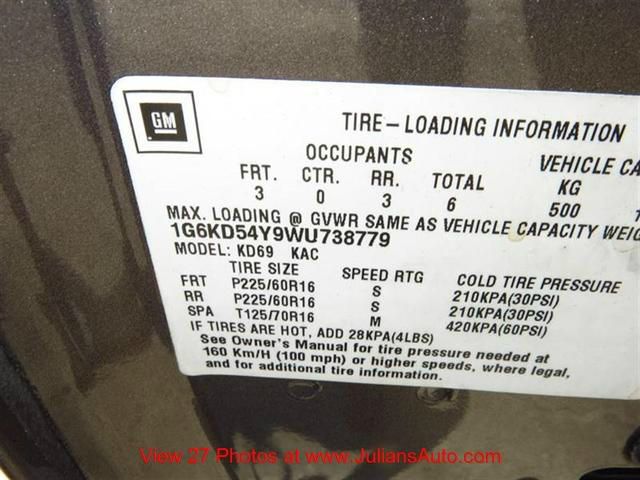 GM
TIRE-LOADING INFORMATION
OCCUPANTS VEHICLE CA
FRT. CTR. RR. TOTAL KG
3 0 3 6 500
MAX. LOADING @ GVWR SAME AS VEHICLE CAPACITY WEIG
1G6KD54Y9WU738779
MODEL: KD69 KAC
TIRE SIZE SPEED RTG COLD TIRE PRESSURE
FRT P225/60R16 S 210KPA(30PSI)
RR P225/60R16 S 210KPA(30PSI)
SPA T125/70R16 M 420KPA(60PSI)
IF TIRES ARE HOT, ADD 28KPA(4LBS)
See Owner's Manual for tire pressure needed at
160 Km/H (100 mph) or higher speeds, where legal,
and for additional tire information.
View 27 Photos at www.JuliansAuto.com